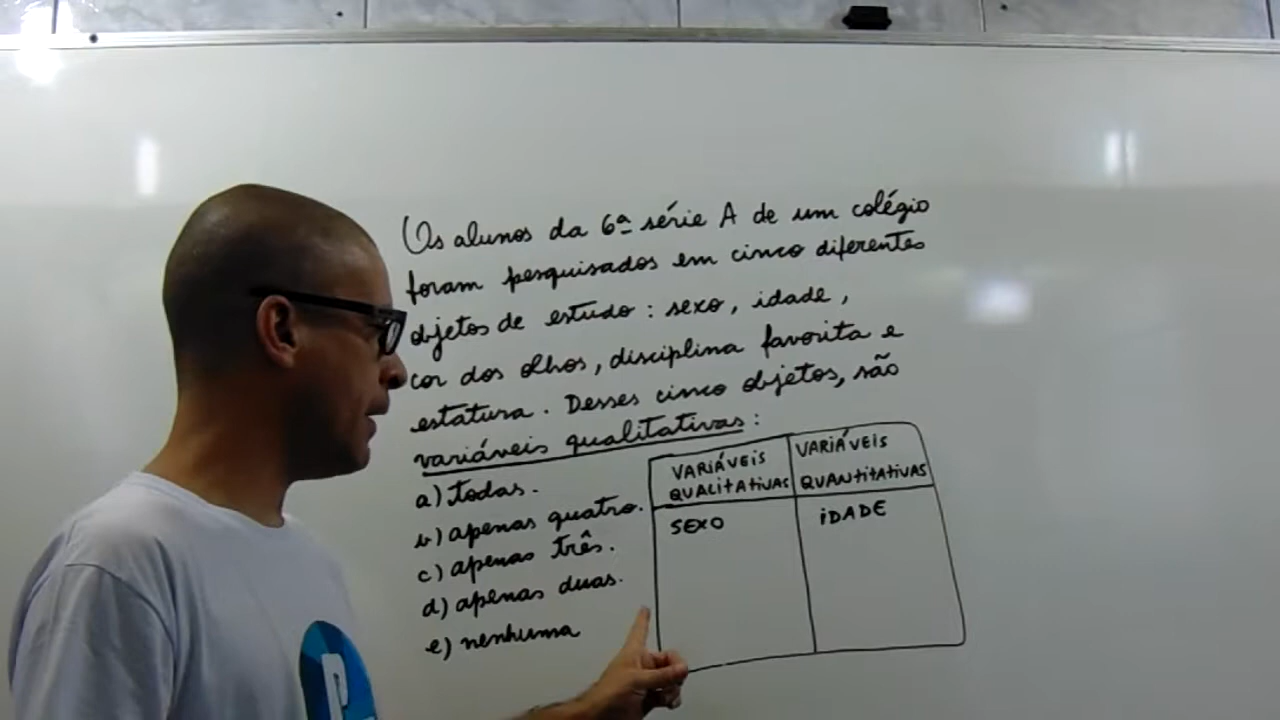 Os alunos da 6ª série A de um colégio
foram pesquisados em cinco diferentes
objetos de estudo: sexo, idade,
cor dos olhos, disciplina favorita e
estatura. Desses cinco objetos, são
variáveis qualitativas:
a) todas.
b) apenas quatro.
c) apenas três.
d) apenas duas.
e) nenhuma
VARIÁVEIS
QUALITATIVAS
VARIÁVEIS
QUANTITATIVAS
SEXO
IDADE
P